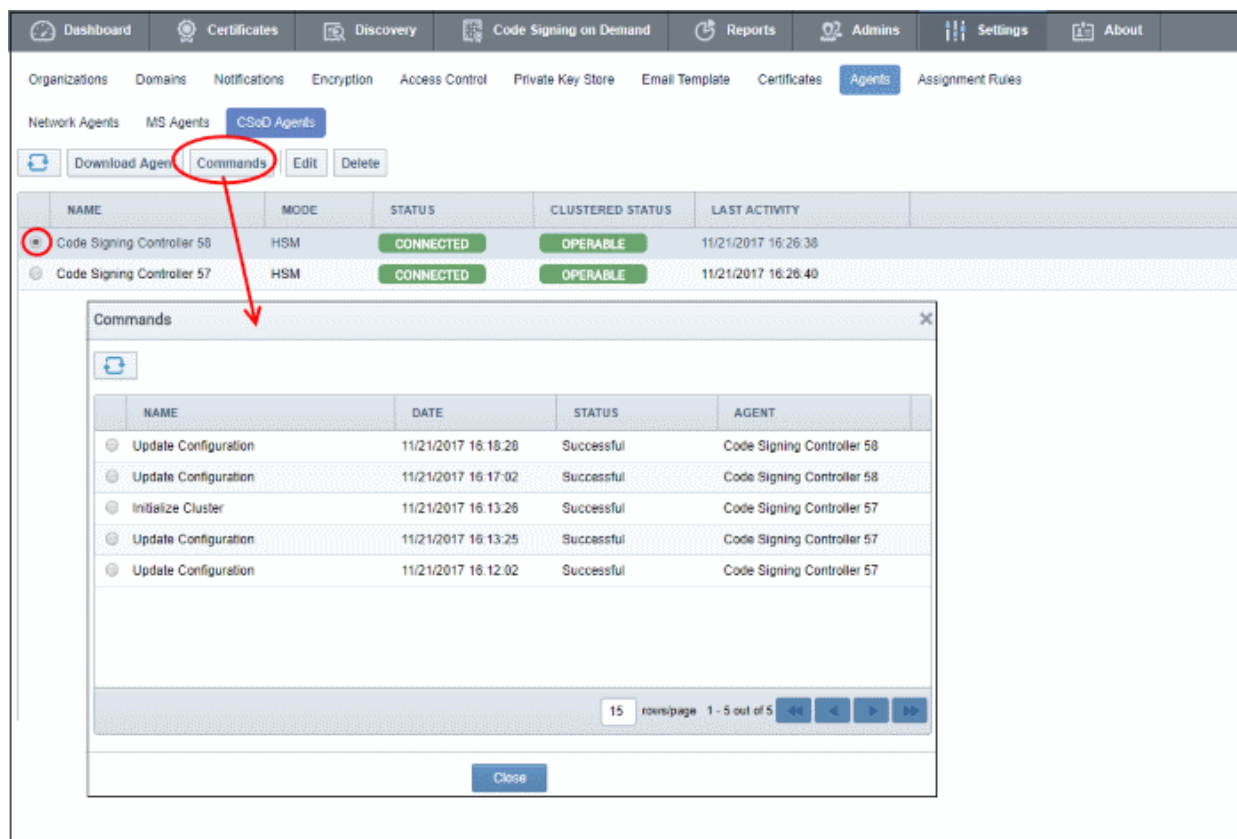 Dashboard Certificates Discovery Code Signing on Demand Reports Admins Settings About
Organizations Domains Notifications Encryption Access Control Private Key Store Email Template Certificates Agents Assignment Rules
Network Agents MS Agents CSoD Agents
Download Agent Commands Edit Delete
NAME MODE STATUS CLUSTERED STATUS LAST ACTIVITY
Code Signing Controller 58 HSM CONNECTED OPERABLE 11/21/2017 16:26:38
Code Signing Controller 57 HSM CONNECTED OPERABLE 11/21/2017 16:26:40
Commands
NAME DATE STATUS AGENT
Update Configuration 11/21/2017 16:18:28 Successful Code Signing Controller 58
Update Configuration 11/21/2017 16:17:02 Successful Code Signing Controller 58
Initialize Cluster 11/21/2017 16:13:26 Successful Code Signing Controller 57
Update Configuration 11/21/2017 16:13:25 Successful Code Signing Controller 57
Update Configuration 11/21/2017 16:12:02 Successful Code Signing Controller 57
15 rows/page 1 - 5 out of 5
Close